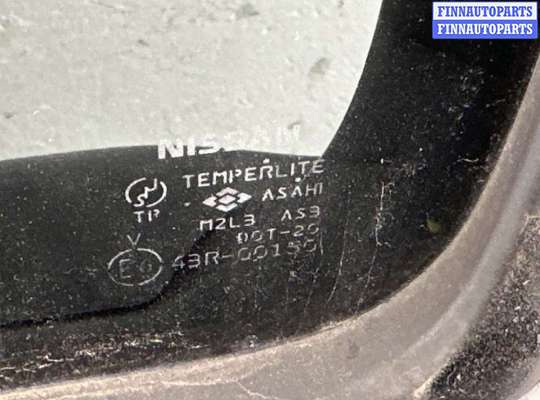 FINNAUTOPARTS
FINNAUTOPARTS
NISSAN
TEMPERLITE
TP ASAHI
M2L3 AS3
DOT-20
V
43R-00150